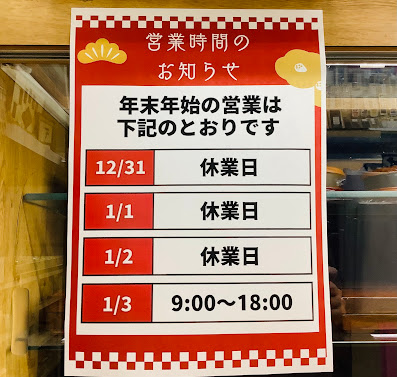 営業時間の
お知らせ
年末年始の営業は
下記のとおりです
12/31 休業日
1/1 休業日
1/2 休業日
1/3 9:00〜18:00